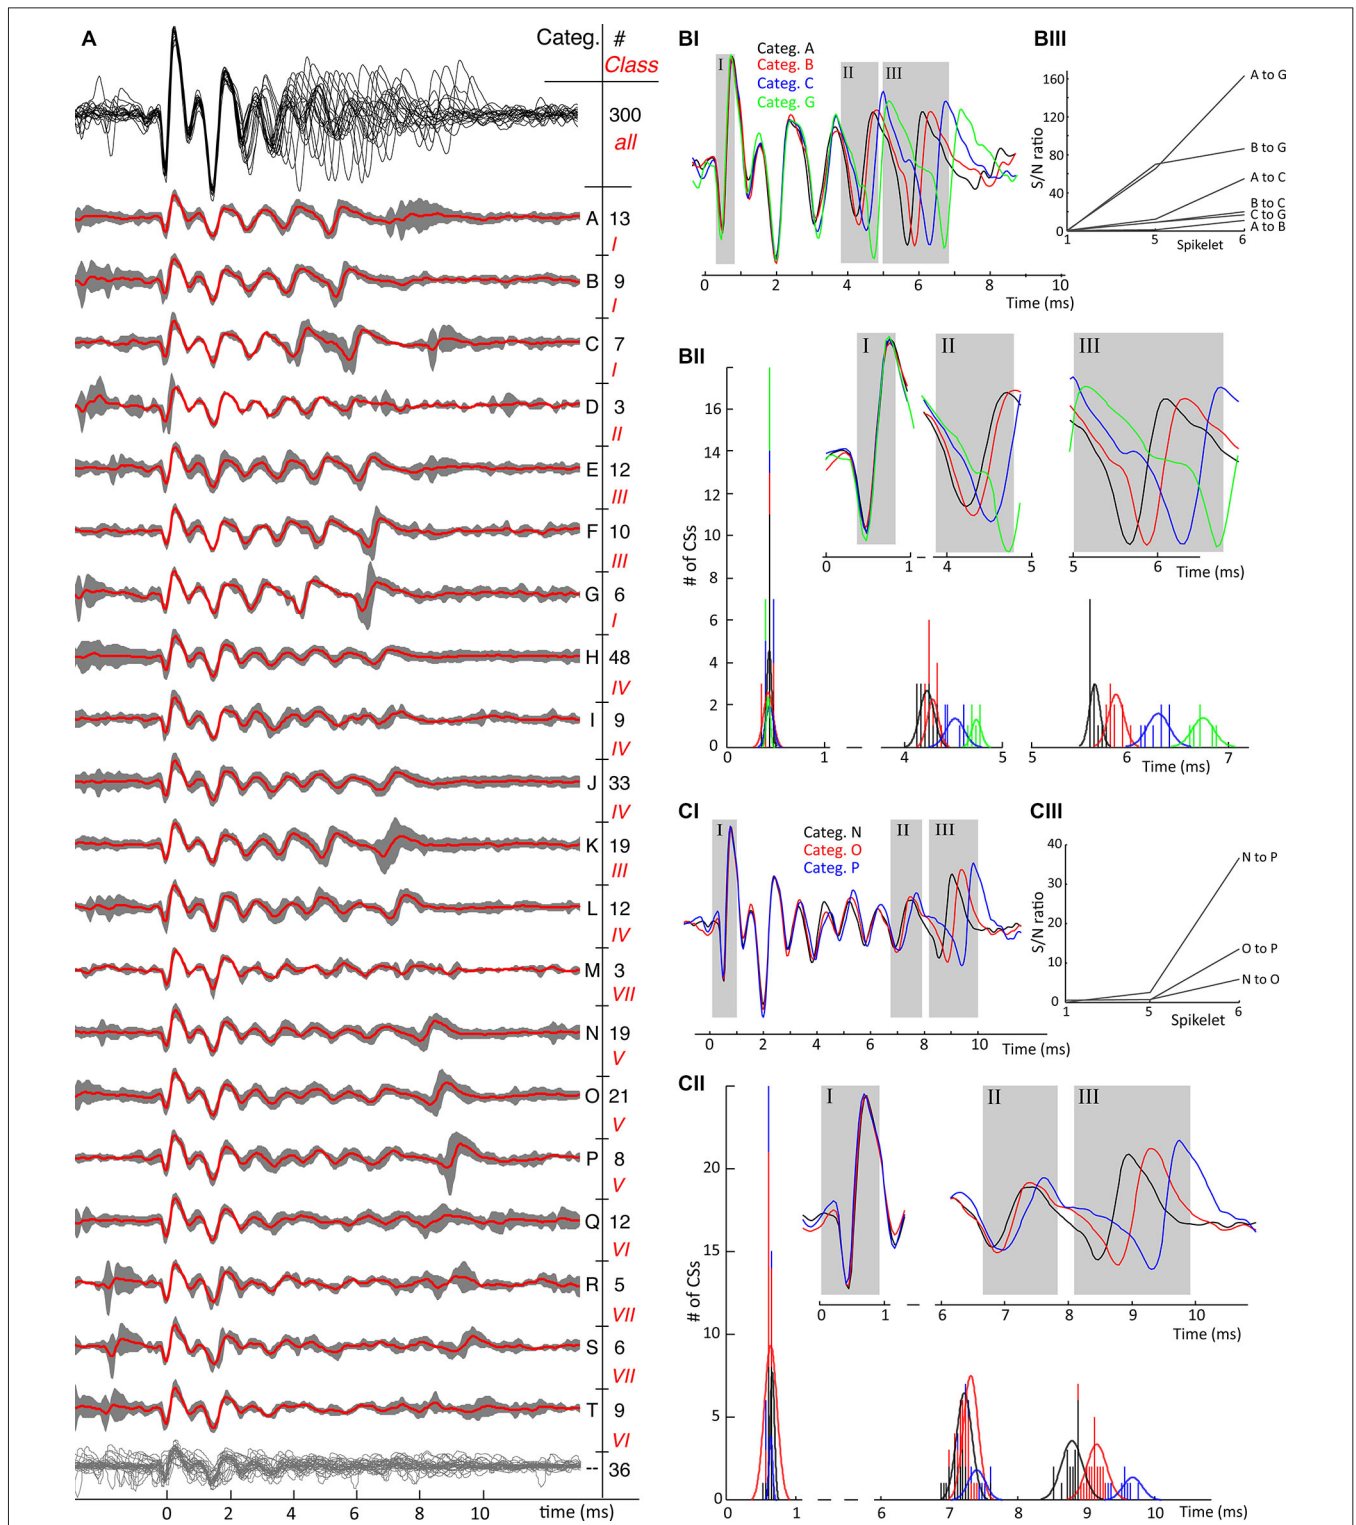 A
Categ. #
Class
300
all
A 13
I
B 9
I
C 7
I
D 3
II
E 12
III
F 10
III
G 6
I
H 48
IV
I 9
IV
J 33
IV
K 19
III
L 12
IV
M 3
VII
N 19
V
O 21
V
P 8
V
Q 12
VI
R 5
VII
S 6
VII
T 9
VI
-- 36
0 2 4 6 8 10 time (ms)
BI
Categ. A
Categ. B
Categ. C
Categ. G
I II III
0 2 4 6 8 10
Time (ms)
BIII
S/N ratio
160
120
80
40
0
1 5 6
Spikelet
A to G
B to G
A to C
B to C
C to G
A to B
BII
I II III
0 1 4 5 5 6
Time (ms)
# of CSs
16
14
12
10
8
6
4
2
0
0 1 4 5 5 6 7
Time (ms)
CI
Categ. N
Categ. O
Categ. P
I II III
0 2 4 6 8 10
Time (ms)
CIII
S/N ratio
40
30
20
10
0
1 5 6
Spikelet
N to P
O to P
N to O
CII
I II III
0 1 6 7 8 9 10
Time (ms)
# of CSs
20
15
10
5
0
0 1 6 7 8 9 10
Time (ms)